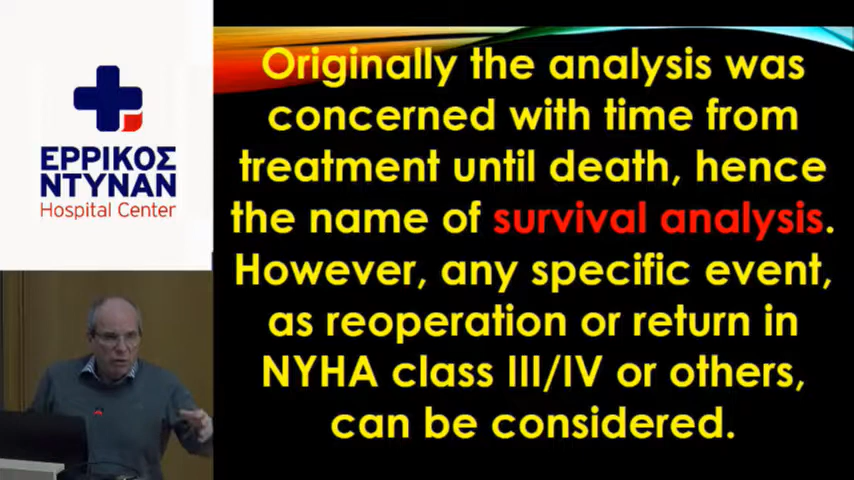 ΕΡΡΙΚΟΣ
ΝΤΥΝΑΝ
Hospital Center
Originally the analysis was
concerned with time from
treatment until death, hence
the name of survival analysis.
However, any specific event,
as reoperation or return in
NYHA class III/IV or others,
can be considered.